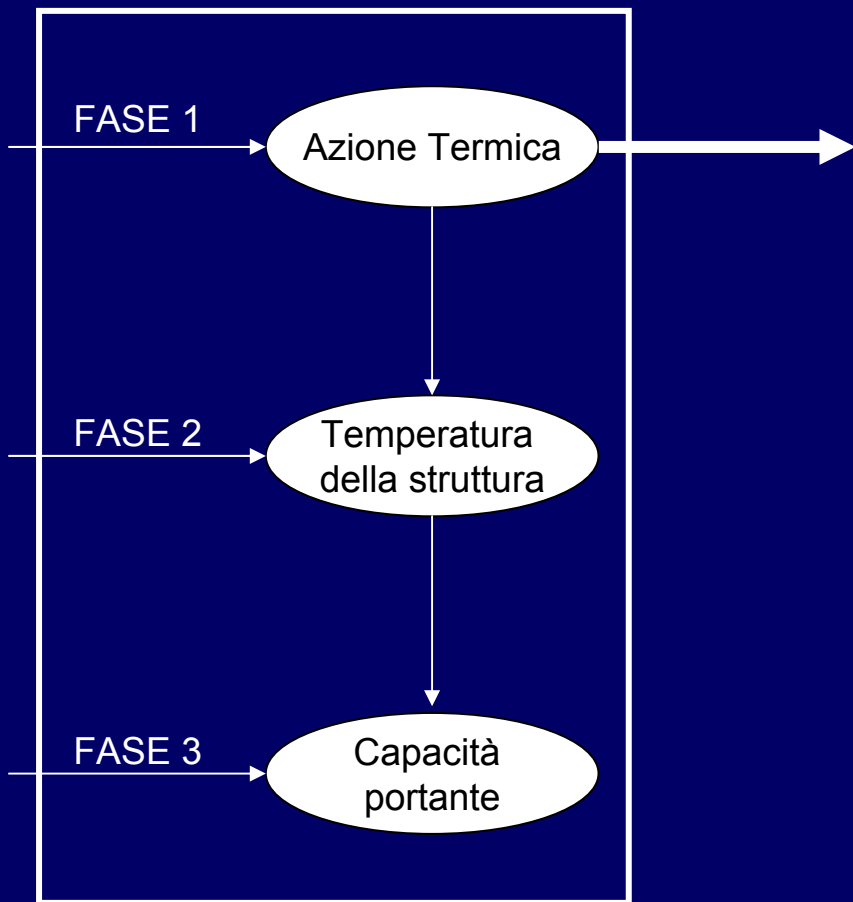 FASE 1
Azione Termica
FASE 2
Temperatura
della struttura
FASE 3
Capacità
portante